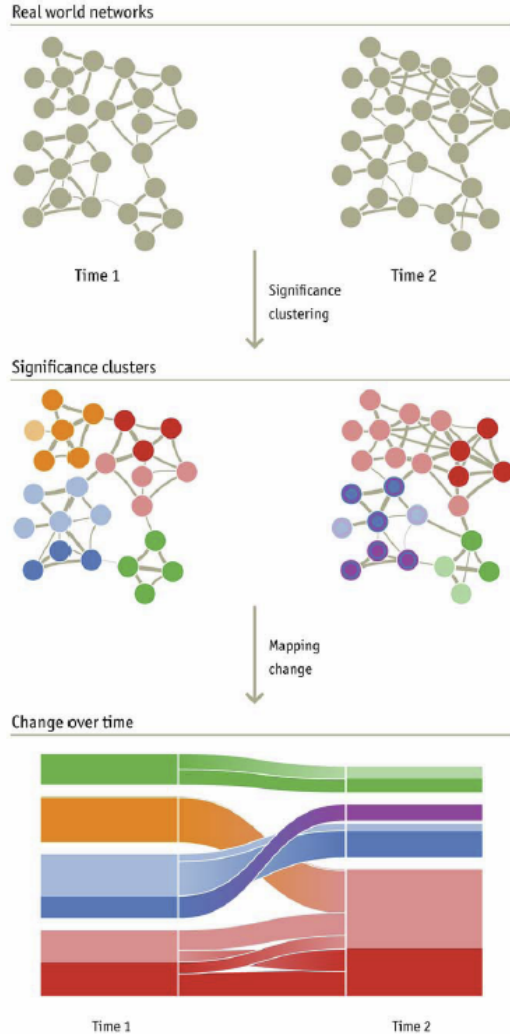 Real world networks
Time 1
Time 2
Significance
clustering
Significance clusters
Mapping
change
Change over time
Time 1
Time 2